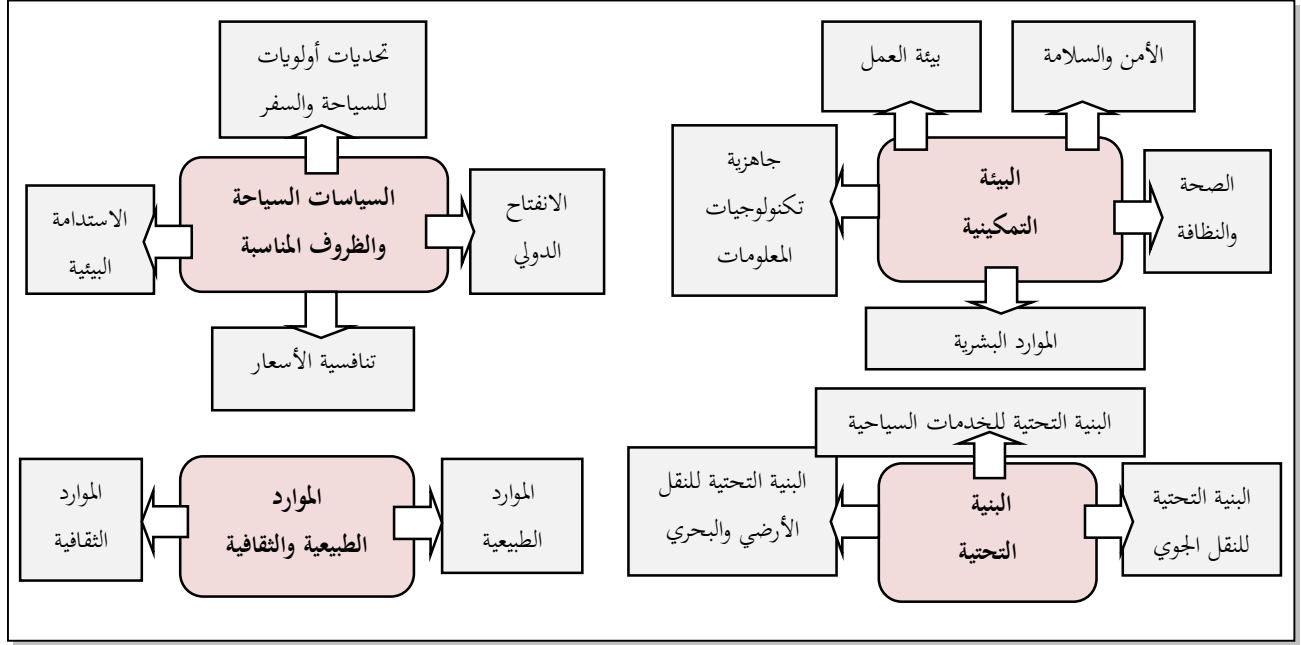 الأمن والسلامة
بيئة العمل
البيئة
التمكينية
الصحة
والنظافة
جاهزية
تكنولوجيات
المعلومات
الموارد البشرية
تحديات أولويات
للسياحة والسفر
السياسات السياحة
والظروف المناسبة
الانفتاح
الدولي
الاستدامة
البيئية
تنافسية الأسعار
البنية التحتية للخدمات السياحية
البنية
التحتية
البنية التحتية
للنقل الجوي
البنية التحتية للنقل
الأرضي والبحري
الموارد
الطبيعية والثقافية
الموارد
الطبيعية
الموارد
الثقافية